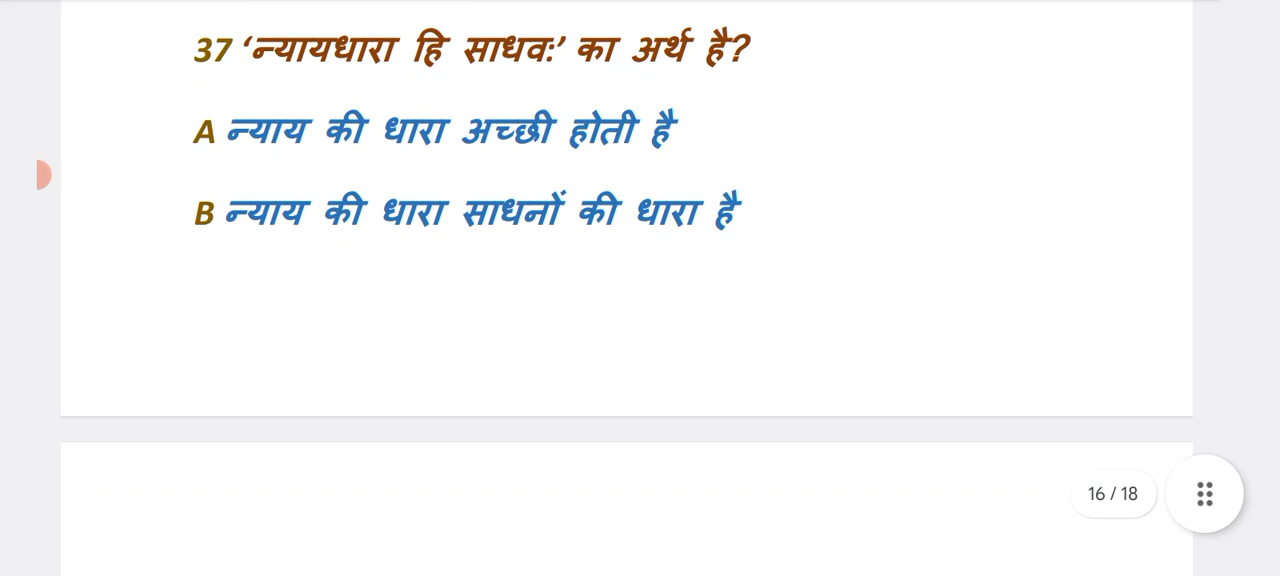 37 ‘न्यायधारा हि साधव:’ का अर्थ है?
A न्याय की धारा अच्छी होती है
B न्याय की धारा साधनों की धारा है
16 / 18